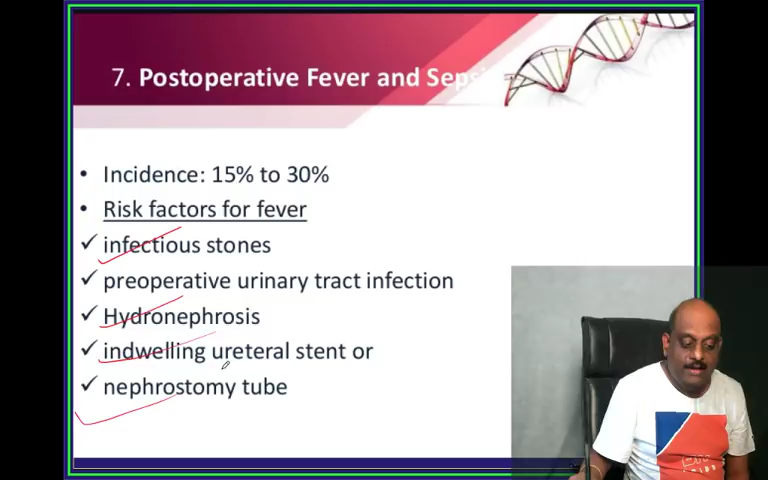 7. Postoperative Fever and Sepsi
• Incidence: 15% to 30%
• Risk factors for fever
✓ infectious stones
✓ preoperative urinary tract infection
✓ Hydronephrosis
✓ indwelling ureteral stent or
✓ nephrostomy tube